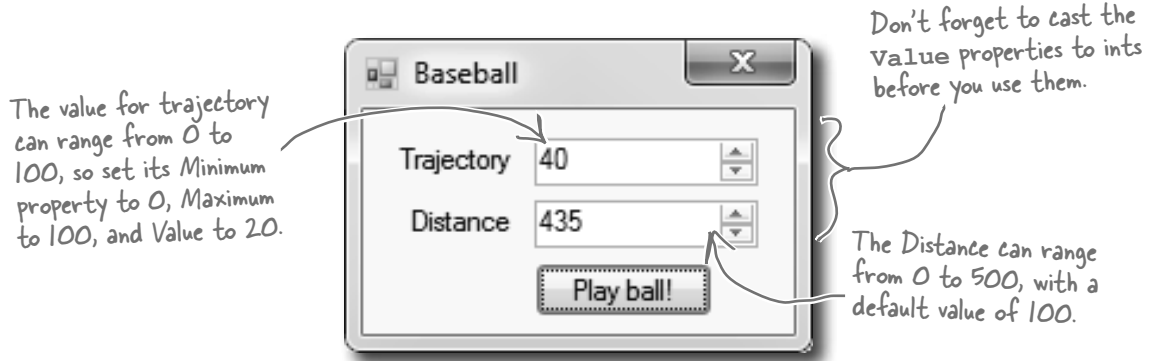 Don't forget to cast the
Value properties to ints
before you use them.
Baseball
X
The value for trajectory
can range from 0 to
100, so set its Minimum
property to 0, Maximum
to 100, and Value to 20.
Trajectory 40
Distance 435
Play ball!
The Distance can range
from 0 to 500, with a
default value of 100.